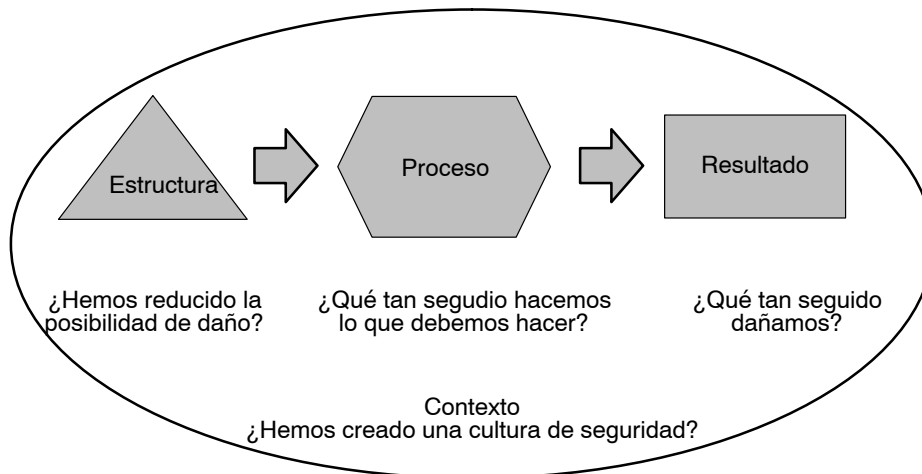 Estructura
Proceso
Resultado
¿Hemos reducido la
posibilidad de daño?
¿Qué tan segudio hacemos
lo que debemos hacer?
¿Qué tan seguido
dañamos?
Contexto
¿Hemos creado una cultura de seguridad?